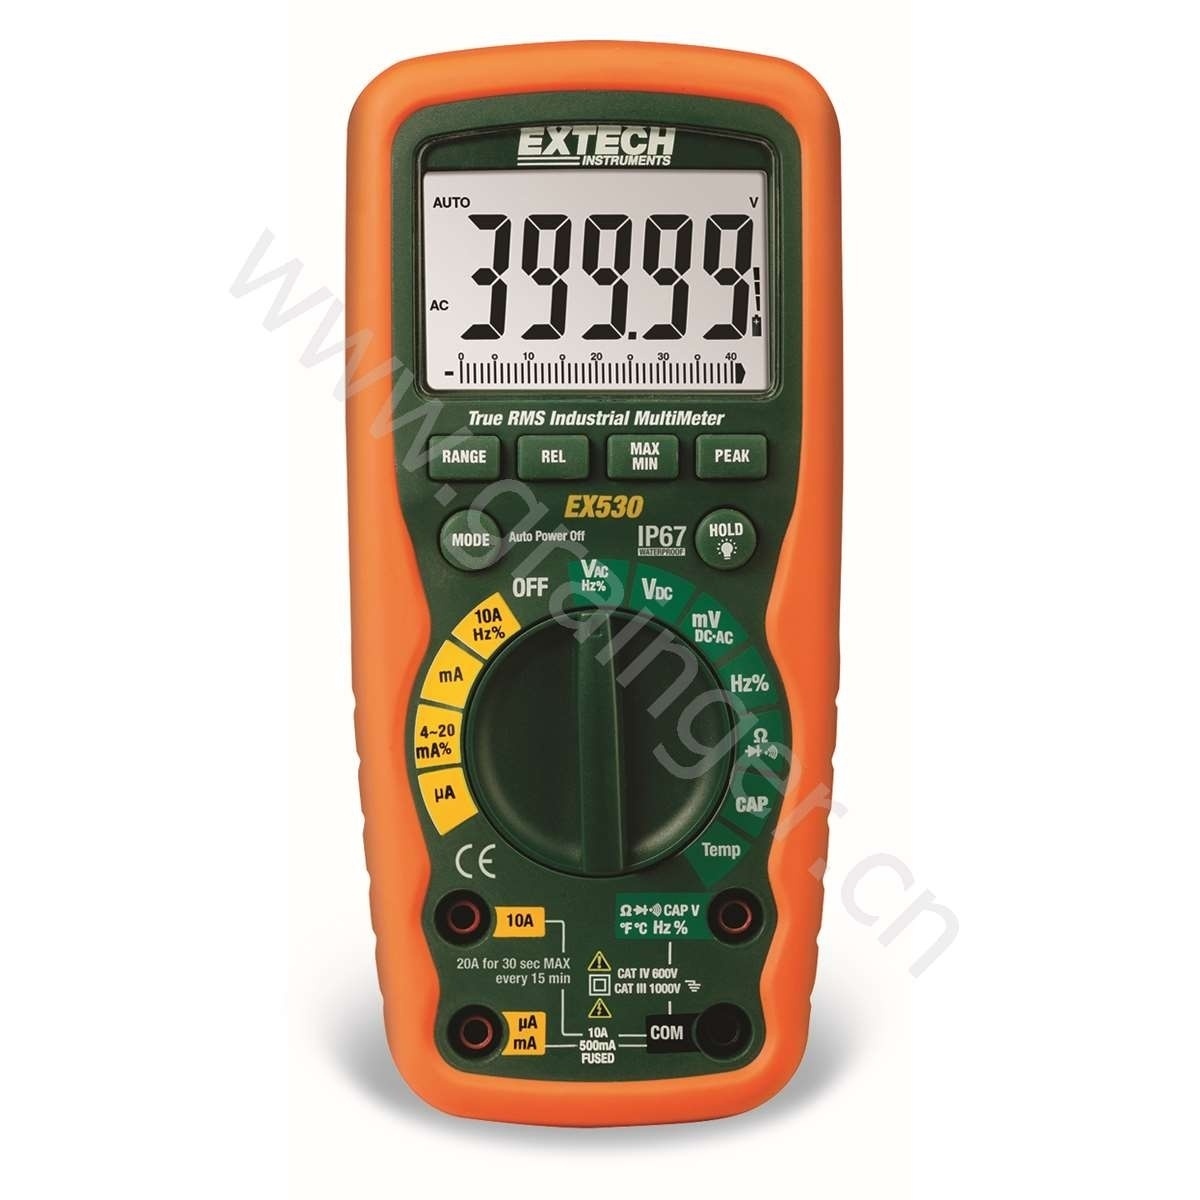 EXTECH
INSTRUMENTS
AUTO V
399.99
AC
0 10 20 30 40
True RMS Industrial MultiMeter
RANGE REL MAX MIN PEAK
EX530
MODE Auto Power Off IP67 WATERPROOF HOLD
OFF VAC Hz% VDC
10A Hz% mV DC•AC
mA Hz%
4~20 mA% Ω
µA CAP
Temp
CE
10A Ω CAP V
°F°C Hz %
20A for 30 sec MAX
every 15 min
CAT IV 600V
CAT III 1000V
µA
mA
10A
500mA
FUSED
COM
www.grainger.cn